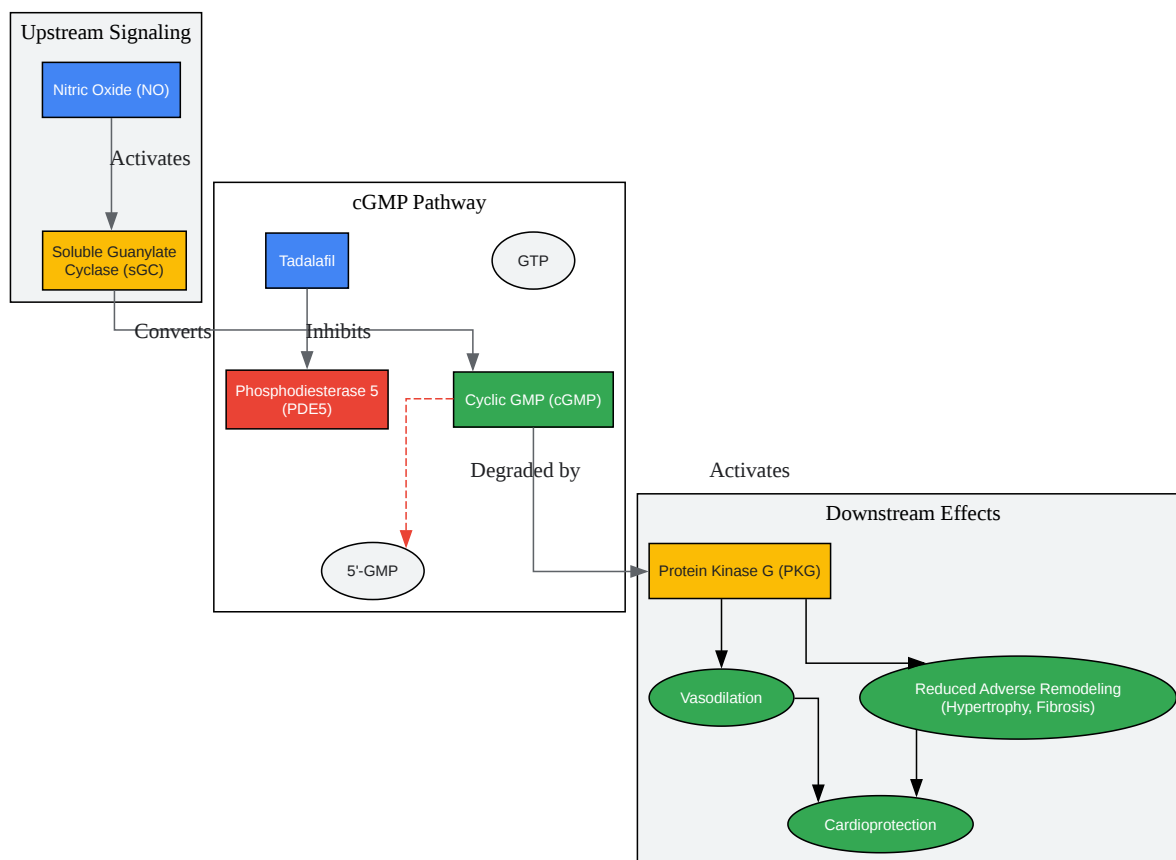 Upstream Signaling
Nitric Oxide (NO)
Activates
Soluble Guanylate
Cyclase (sGC)
Converts
cGMP Pathway
Tadalafil
GTP
Inhibits
Phosphodiesterase 5
(PDE5)
Cyclic GMP (cGMP)
Degraded by
5'-GMP
Activates
Downstream Effects
Protein Kinase G (PKG)
Vasodilation
Reduced Adverse Remodeling
(Hypertrophy, Fibrosis)
Cardioprotection